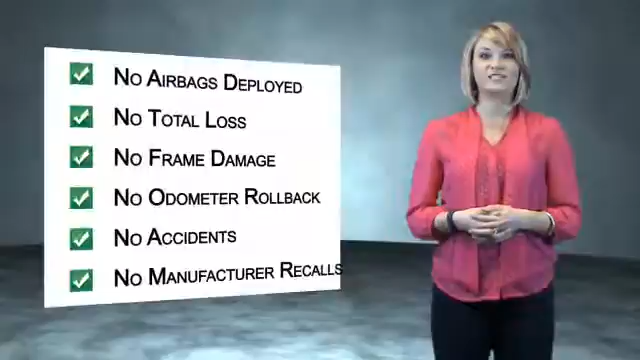 No Airbags Deployed
No Total Loss
No Frame Damage
No Odometer Rollback
No Accidents
No Manufacturer Recalls